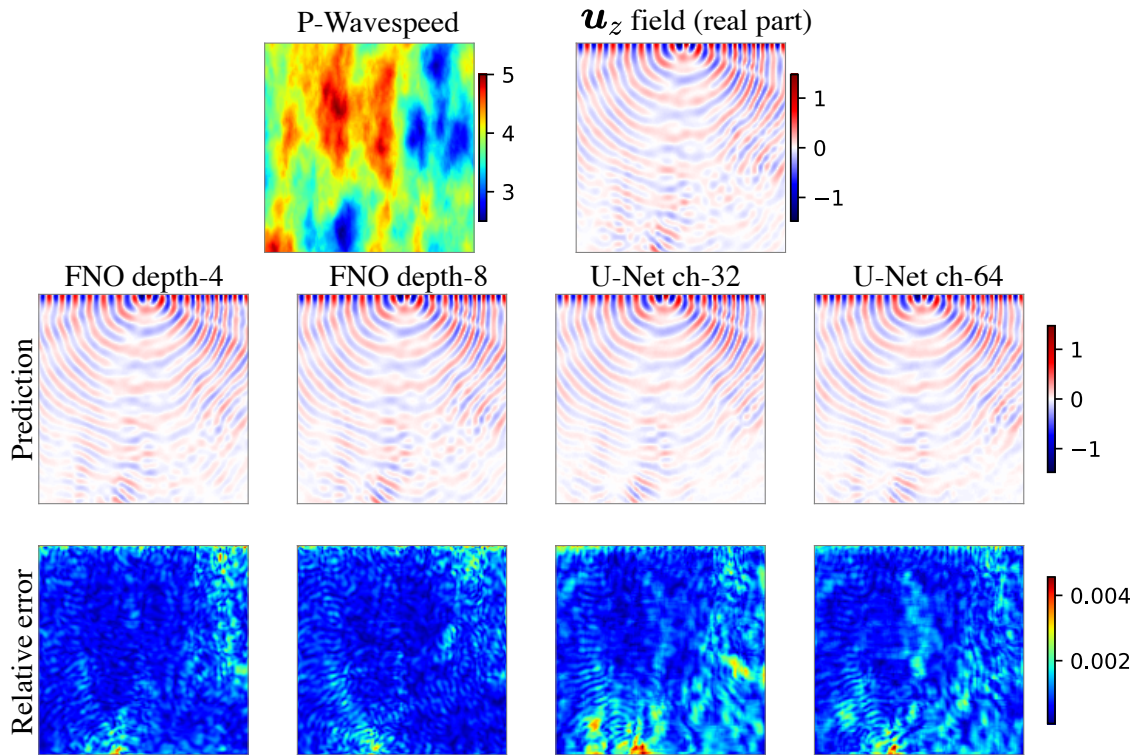 P-Wavespeed
u_z field (real part)
5
4
3
1
0
−1
FNO depth-4
FNO depth-8
U-Net ch-32
U-Net ch-64
Prediction
1
0
−1
Relative error
0.004
0.002